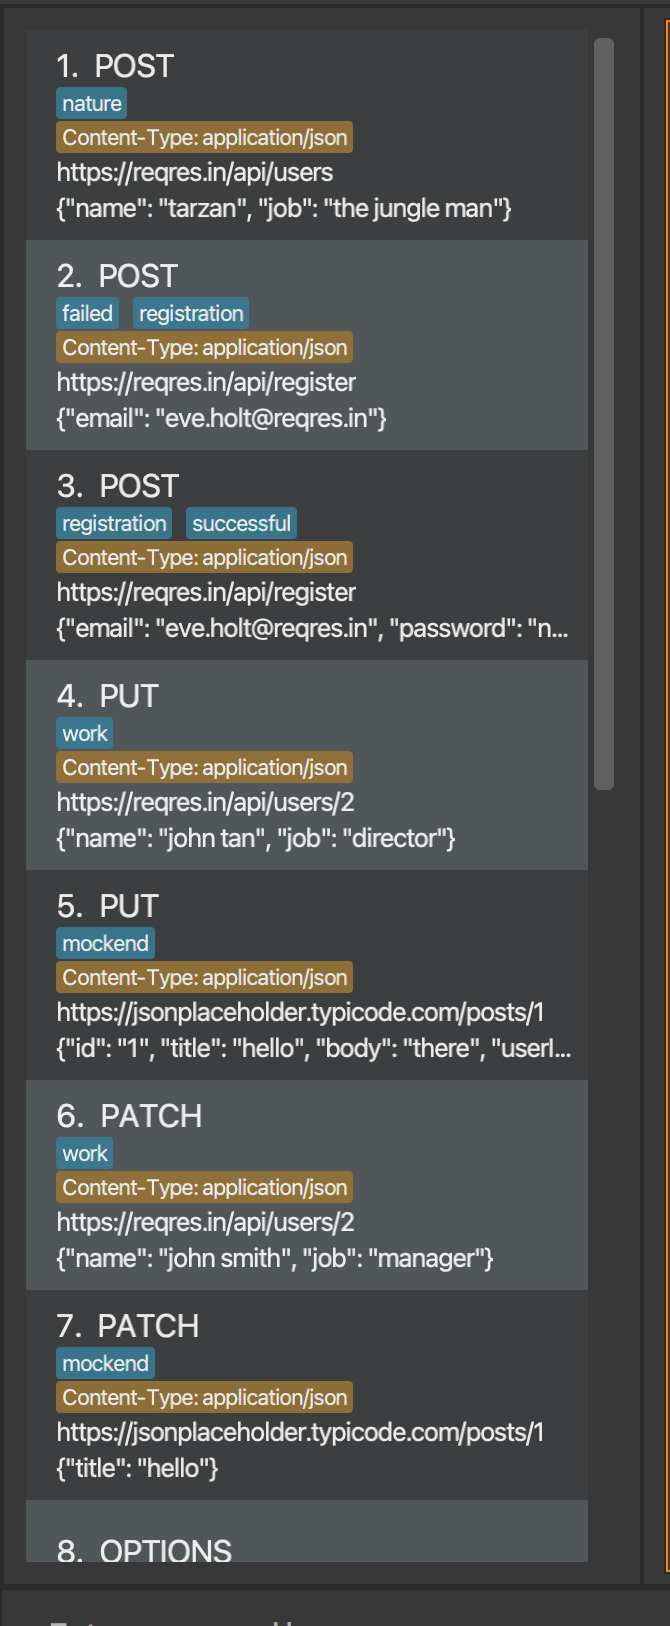 1. POST
nature
Content-Type: application/json
https://reqres.in/api/users
{"name": "tarzan", "job": "the jungle man"}
2. POST
failed registration
Content-Type: application/json
https://reqres.in/api/register
{"email": "eve.holt@reqres.in"}
3. POST
registration successful
Content-Type: application/json
https://reqres.in/api/register
{"email": "eve.holt@reqres.in", "password": "n...
4. PUT
work
Content-Type: application/json
https://reqres.in/api/users/2
{"name": "john tan", "job": "director"}
5. PUT
mockend
Content-Type: application/json
https://jsonplaceholder.typicode.com/posts/1
{"id": "1", "title": "hello", "body": "there", "userI...
6. PATCH
work
Content-Type: application/json
https://reqres.in/api/users/2
{"name": "john smith", "job": "manager"}
7. PATCH
mockend
Content-Type: application/json
https://jsonplaceholder.typicode.com/posts/1
{"title": "hello"}
8. OPTIONS